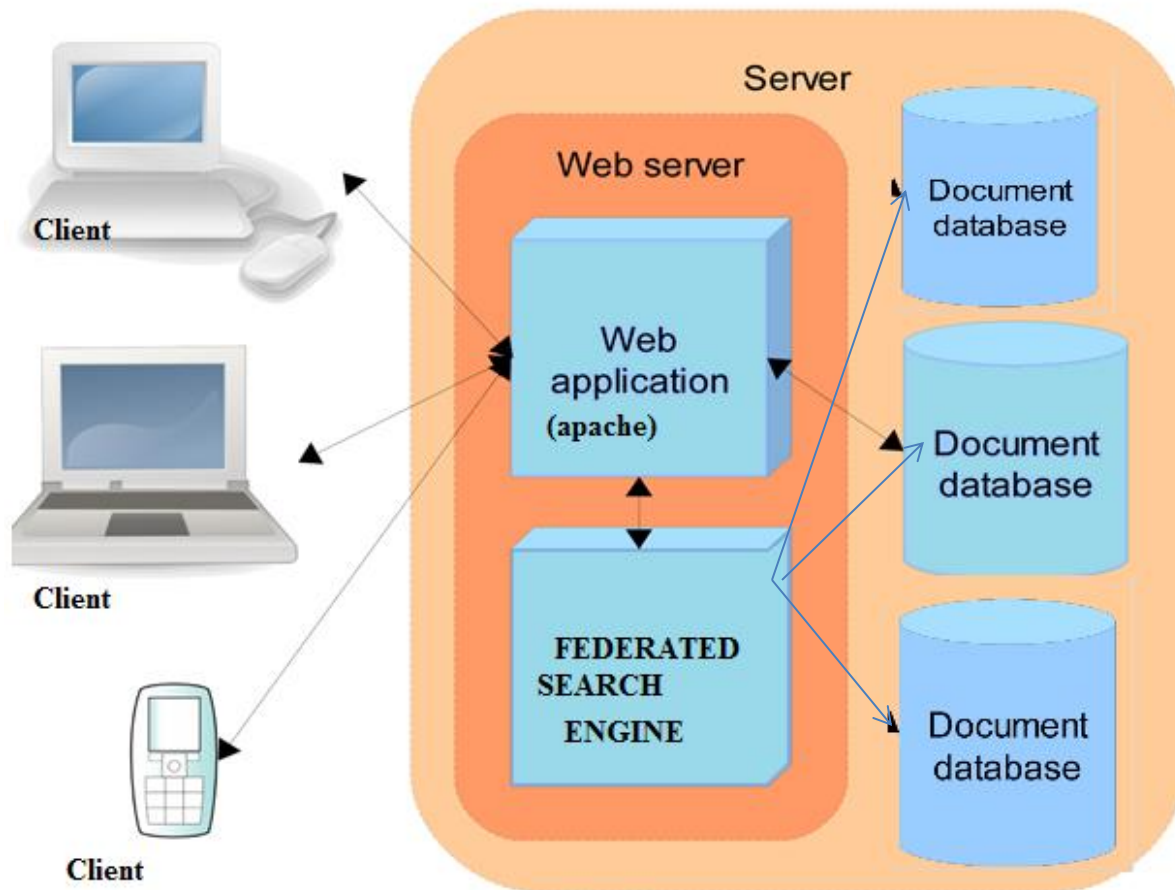 Server
Web server
Client
Document
database
Web
application
(apache)
Document
database
Client
FEDERATED
SEARCH
ENGINE
Document
database
Client